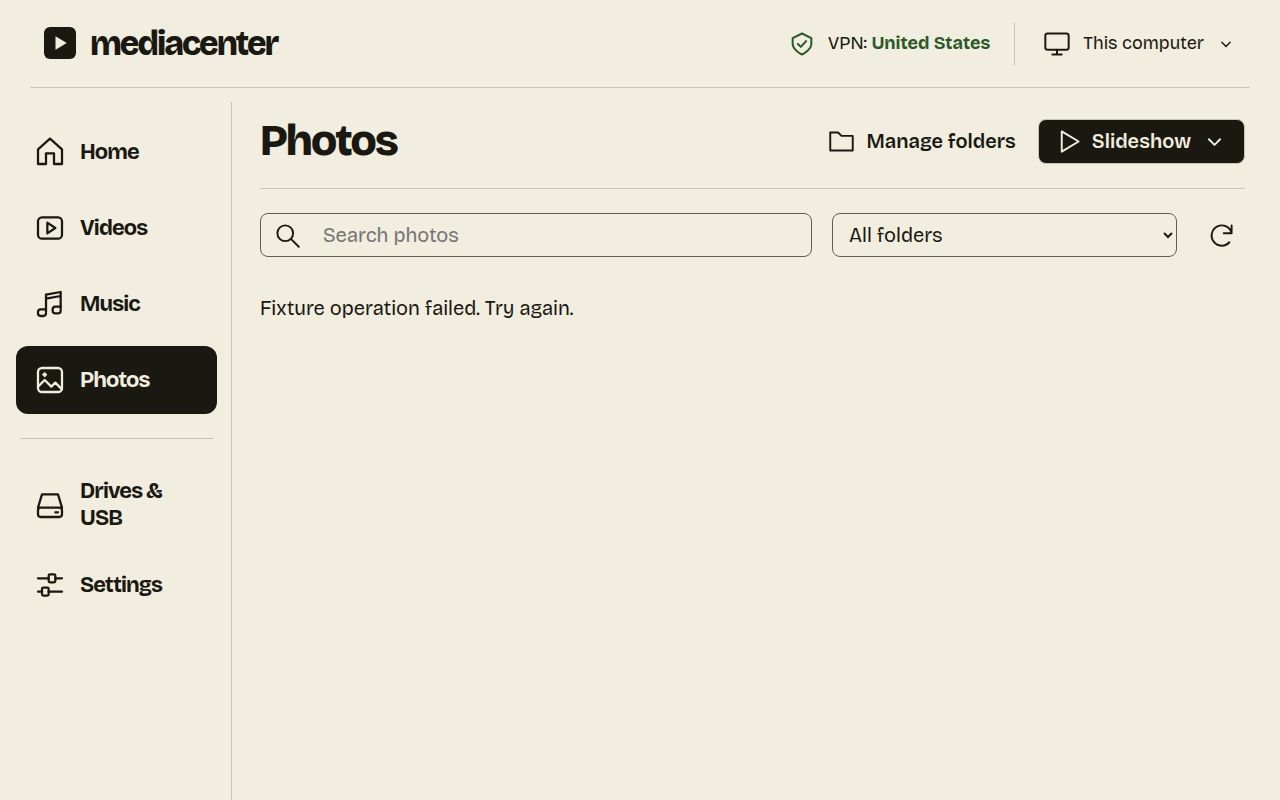 mediacenter
VPN: United States
This computer
Home
Videos
Music
Photos
Drives &
USB
Settings
Photos
Manage folders
Slideshow
Search photos
All folders
Fixture operation failed. Try again.